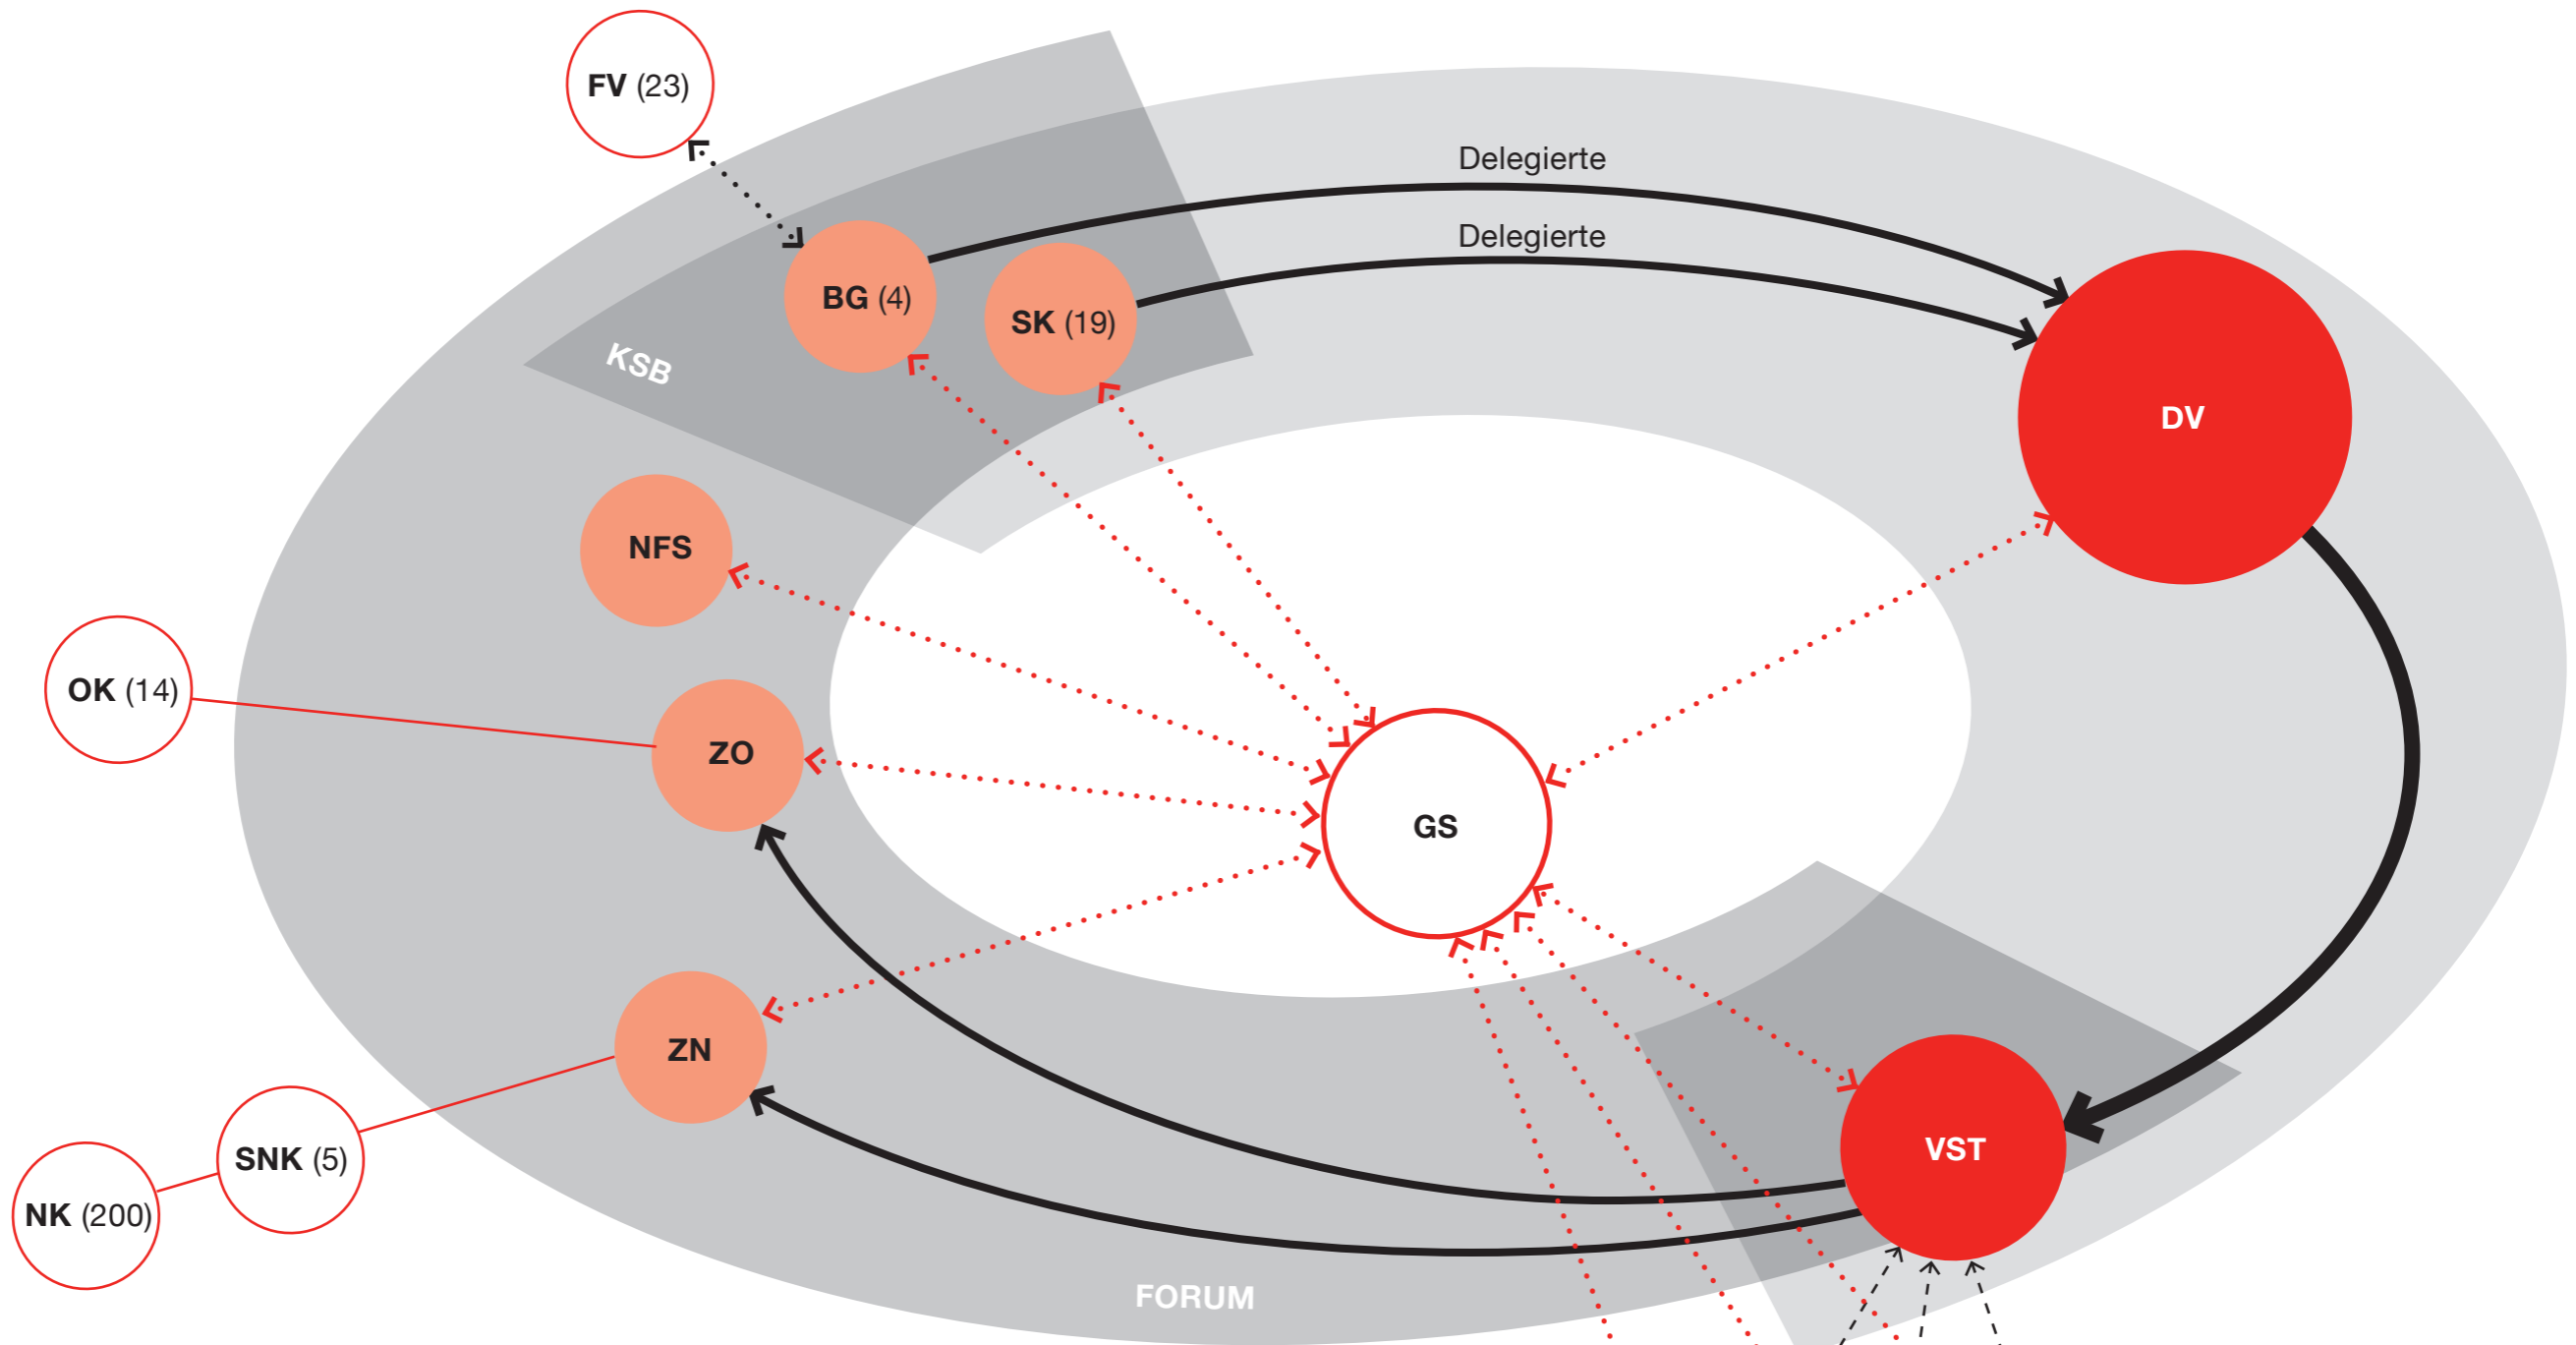 FV (23)
Delegierte
Delegierte
BG (4)
SK (19)
KSB
DV
NFS
OK (14)
ZO
GS
ZN
VST
SNK (5)
NK (200)
FORUM